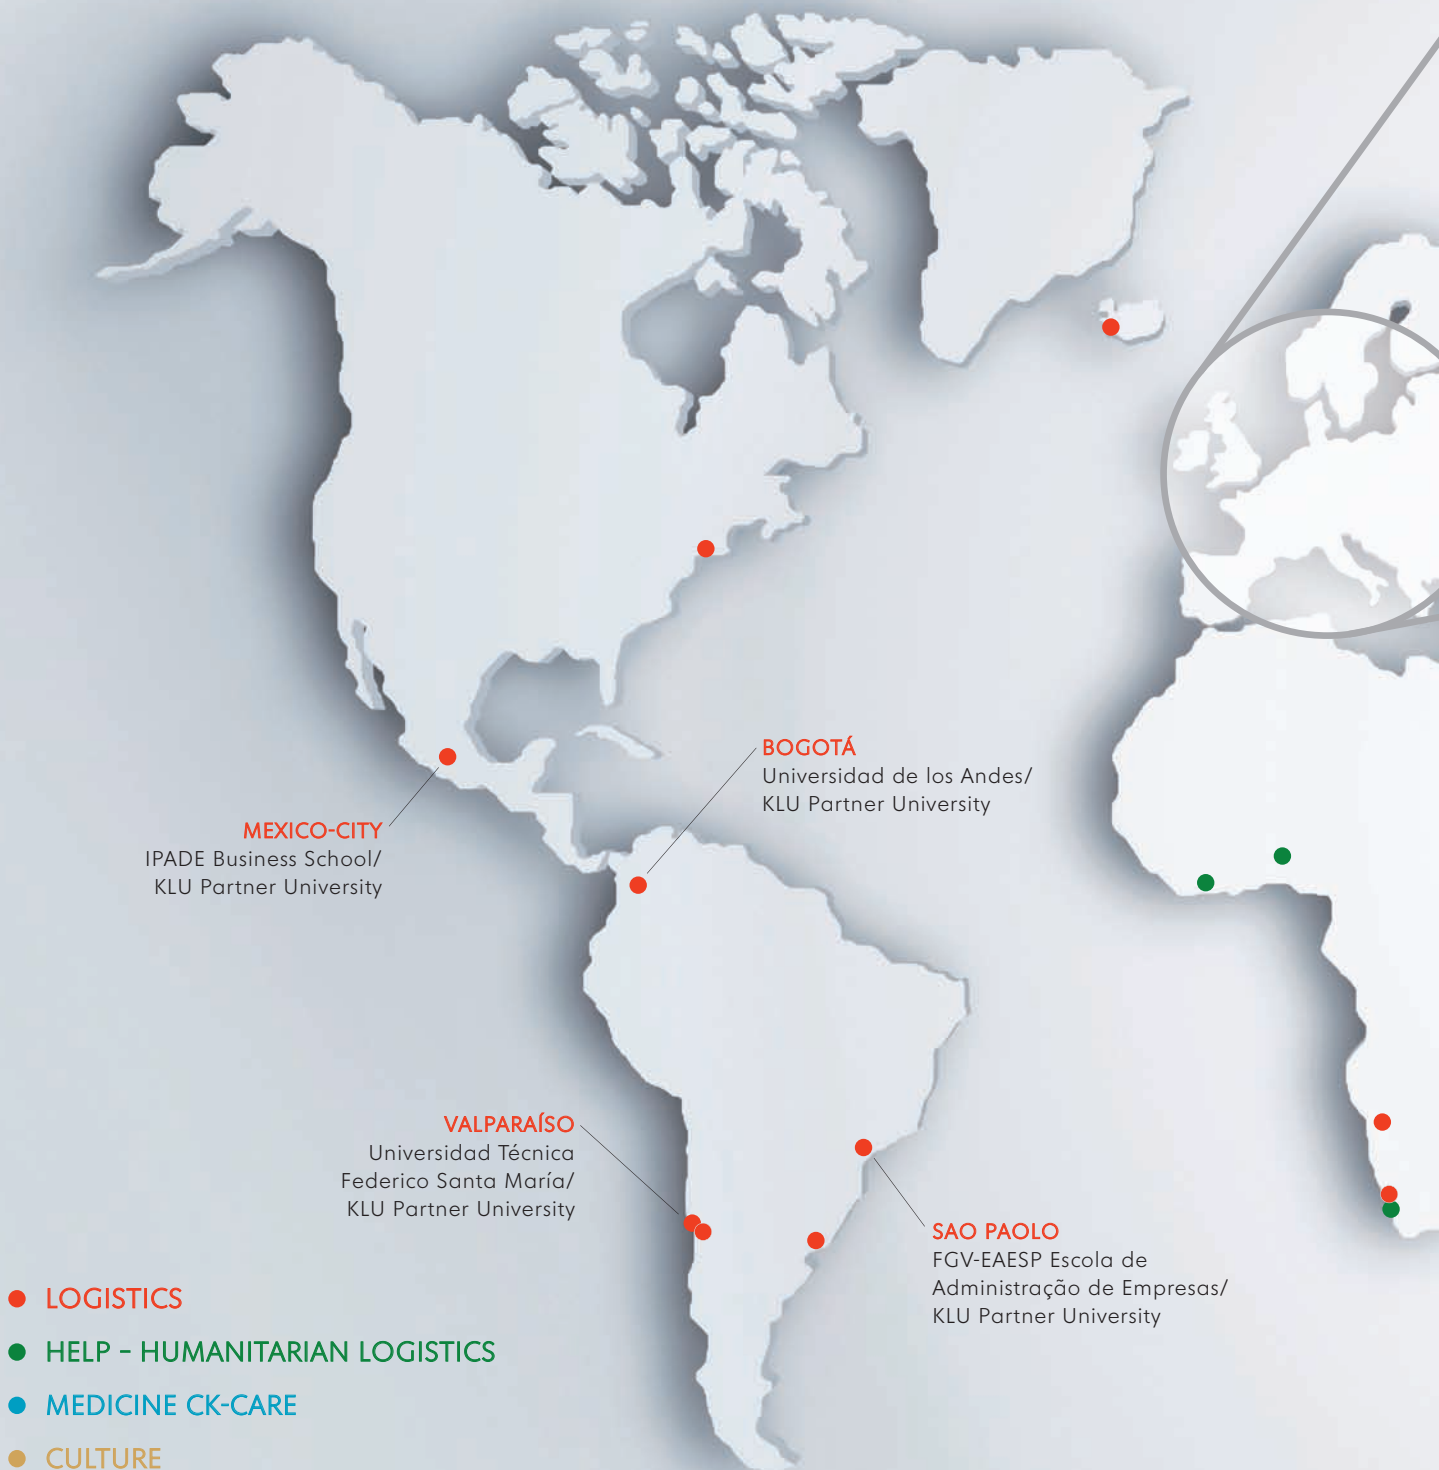 BOGOTÁ
Universidad de los Andes/
KLU Partner University
MEXICO-CITY
IPADE Business School/
KLU Partner University
VALPARAÍSO
Universidad Técnica
Federico Santa María/
KLU Partner University
SAO PAOLO
FGV-EAESP Escola de
Administração de Empresas/
KLU Partner University
LOGISTICS
HELP – HUMANITARIAN LOGISTICS
MEDICINE CK-CARE
CULTURE